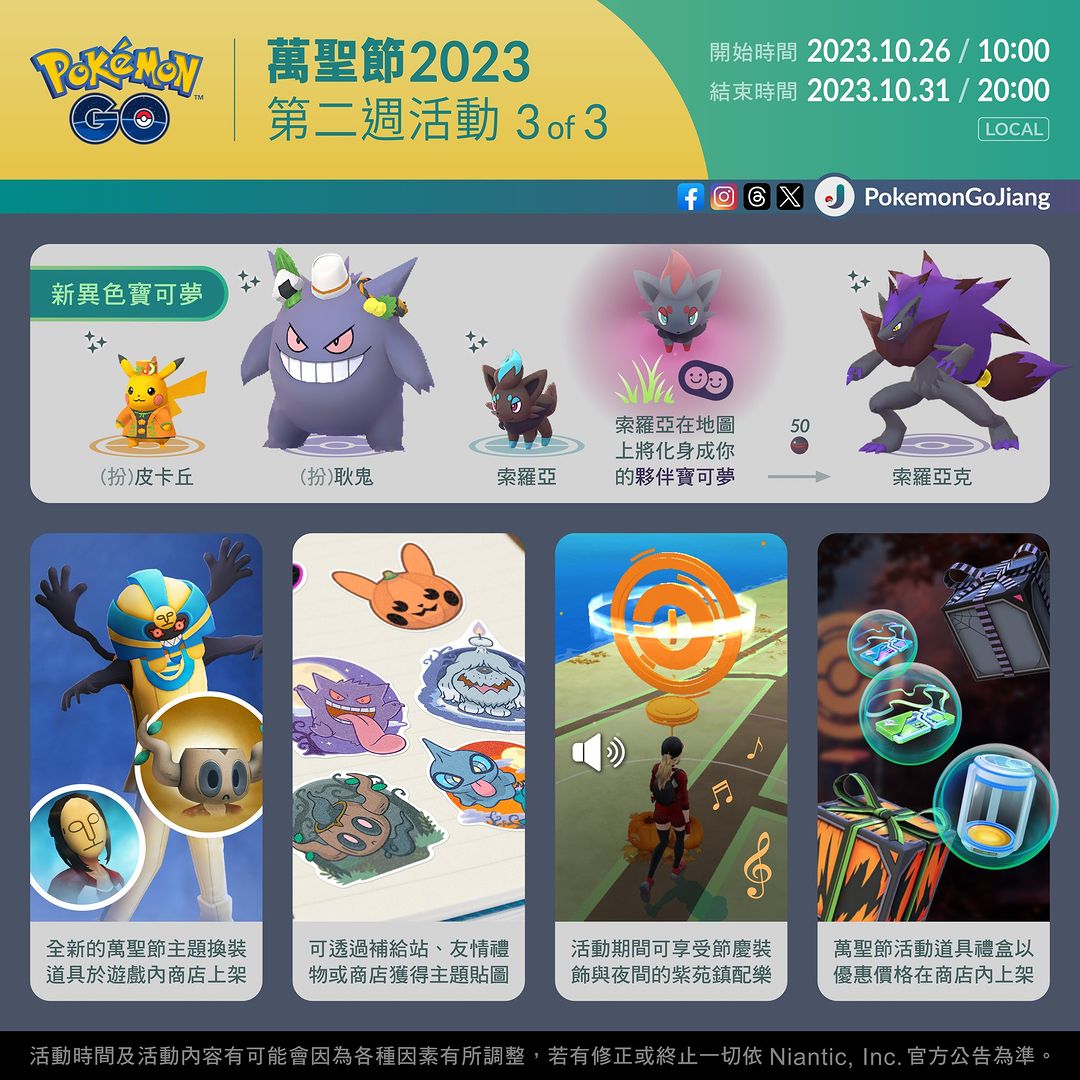 POKÉMON
GO
TM
萬聖節2023
第二週活動 3 of 3
開始時間 2023.10.26 / 10:00
結束時間 2023.10.31 / 20:00
LOCAL
PokemonGoJiang
新異色寶可夢
(扮)皮卡丘
(扮)耿鬼
索羅亞
索羅亞在地圖
上將化身成你
的夥伴寶可夢
50
索羅亞克
全新的萬聖節主題換裝
道具於遊戲內商店上架
可透過補給站、友情禮
物或商店獲得主題貼圖
活動期間可享受節慶裝
飾與夜間的紫苑鎮配樂
萬聖節活動道具禮盒以
優惠價格在商店內上架
活動時間及活動內容有可能會因為各種因素有所調整，若有修正或終止一切依 Niantic, Inc. 官方公告為準。